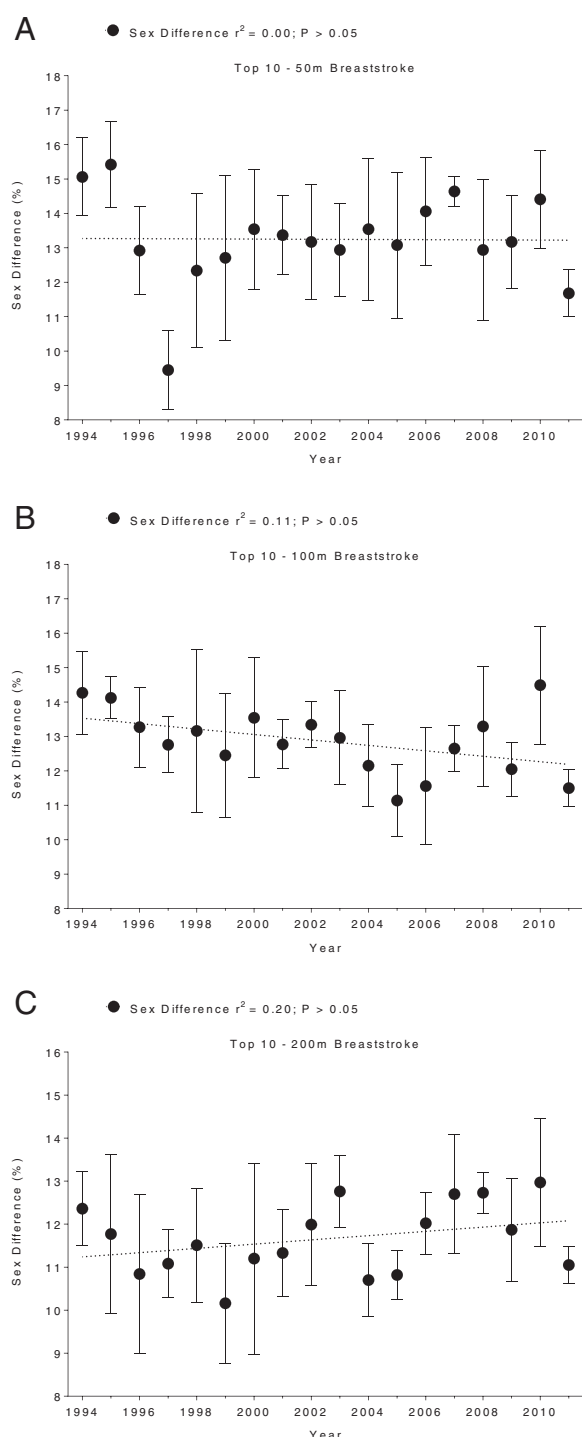 A
Sex Difference r² = 0.00; P > 0.05
Top 10 - 50m Breaststroke
18
17
16
15
14
13
12
11
10
9
8
Sex Difference (%)
1994 1996 1998 2000 2002 2004 2006 2008 2010
Year
B
Sex Difference r² = 0.11; P > 0.05
Top 10 - 100m Breaststroke
18
17
16
15
14
13
12
11
10
9
8
Sex Difference (%)
1994 1996 1998 2000 2002 2004 2006 2008 2010
Year
C
Sex Difference r² = 0.20; P > 0.05
Top 10 - 200m Breaststroke
16
15
14
13
12
11
10
9
8
Sex Difference (%)
1994 1996 1998 2000 2002 2004 2006 2008 2010
Year